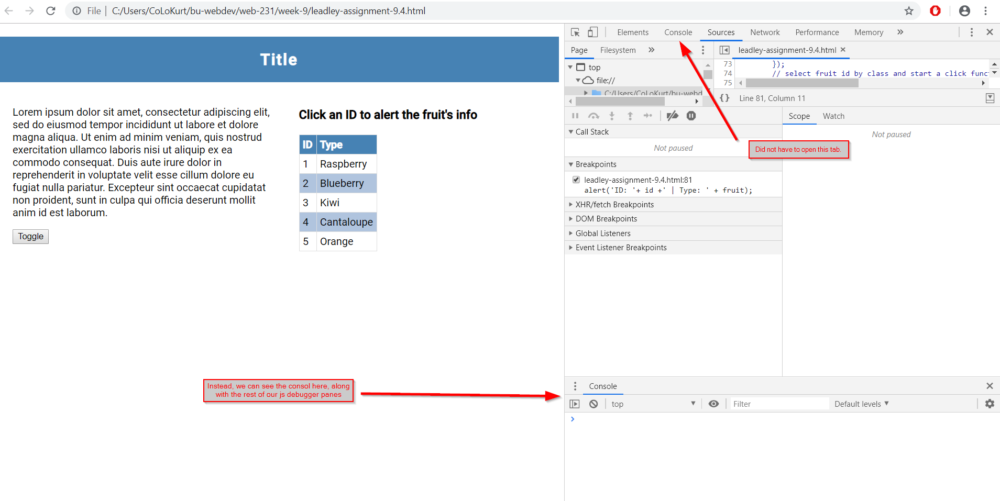 File | C:/Users/CoLoKurt/bu-webdev/web-231/week-9/leadley-assignment-9.4.html
Title
Lorem ipsum dolor sit amet, consectetur adipiscing elit,
sed do eiusmod tempor incididunt ut labore et dolore
magna aliqua. Ut enim ad minim veniam, quis nostrud
exercitation ullamco laboris nisi ut aliquip ex ea
commodo consequat. Duis aute irure dolor in
reprehenderit in voluptate velit esse cillum dolore eu
fugiat nulla pariatur. Excepteur sint occaecat cupidatat
non proident, sunt in culpa qui officia deserunt mollit
anim id est laborum.
Toggle
Click an ID to alert the fruit's info
ID Type
1 Raspberry
2 Blueberry
3 Kiwi
4 Cantaloupe
5 Orange
Instead, we can see the consol here, along
with the rest of our js debugger panes
Elements Console Sources Network Performance Memory »
Page Filesystem »
top
file://
C:/Users/CoLoKurt/bu-webd
leadley-assignment-9.4.html ×
73 });
74 // select fruit id by class and start a click func
75
{} Line 81, Column 11
Call Stack
Not paused
Breakpoints
leadley-assignment-9.4.html:81
alert('ID: '+ id +' | Type: ' + fruit);
XHR/fetch Breakpoints
DOM Breakpoints
Global Listeners
Event Listener Breakpoints
Scope Watch
Not paused
Did not have to open this tab.
Console
top Filter Default levels